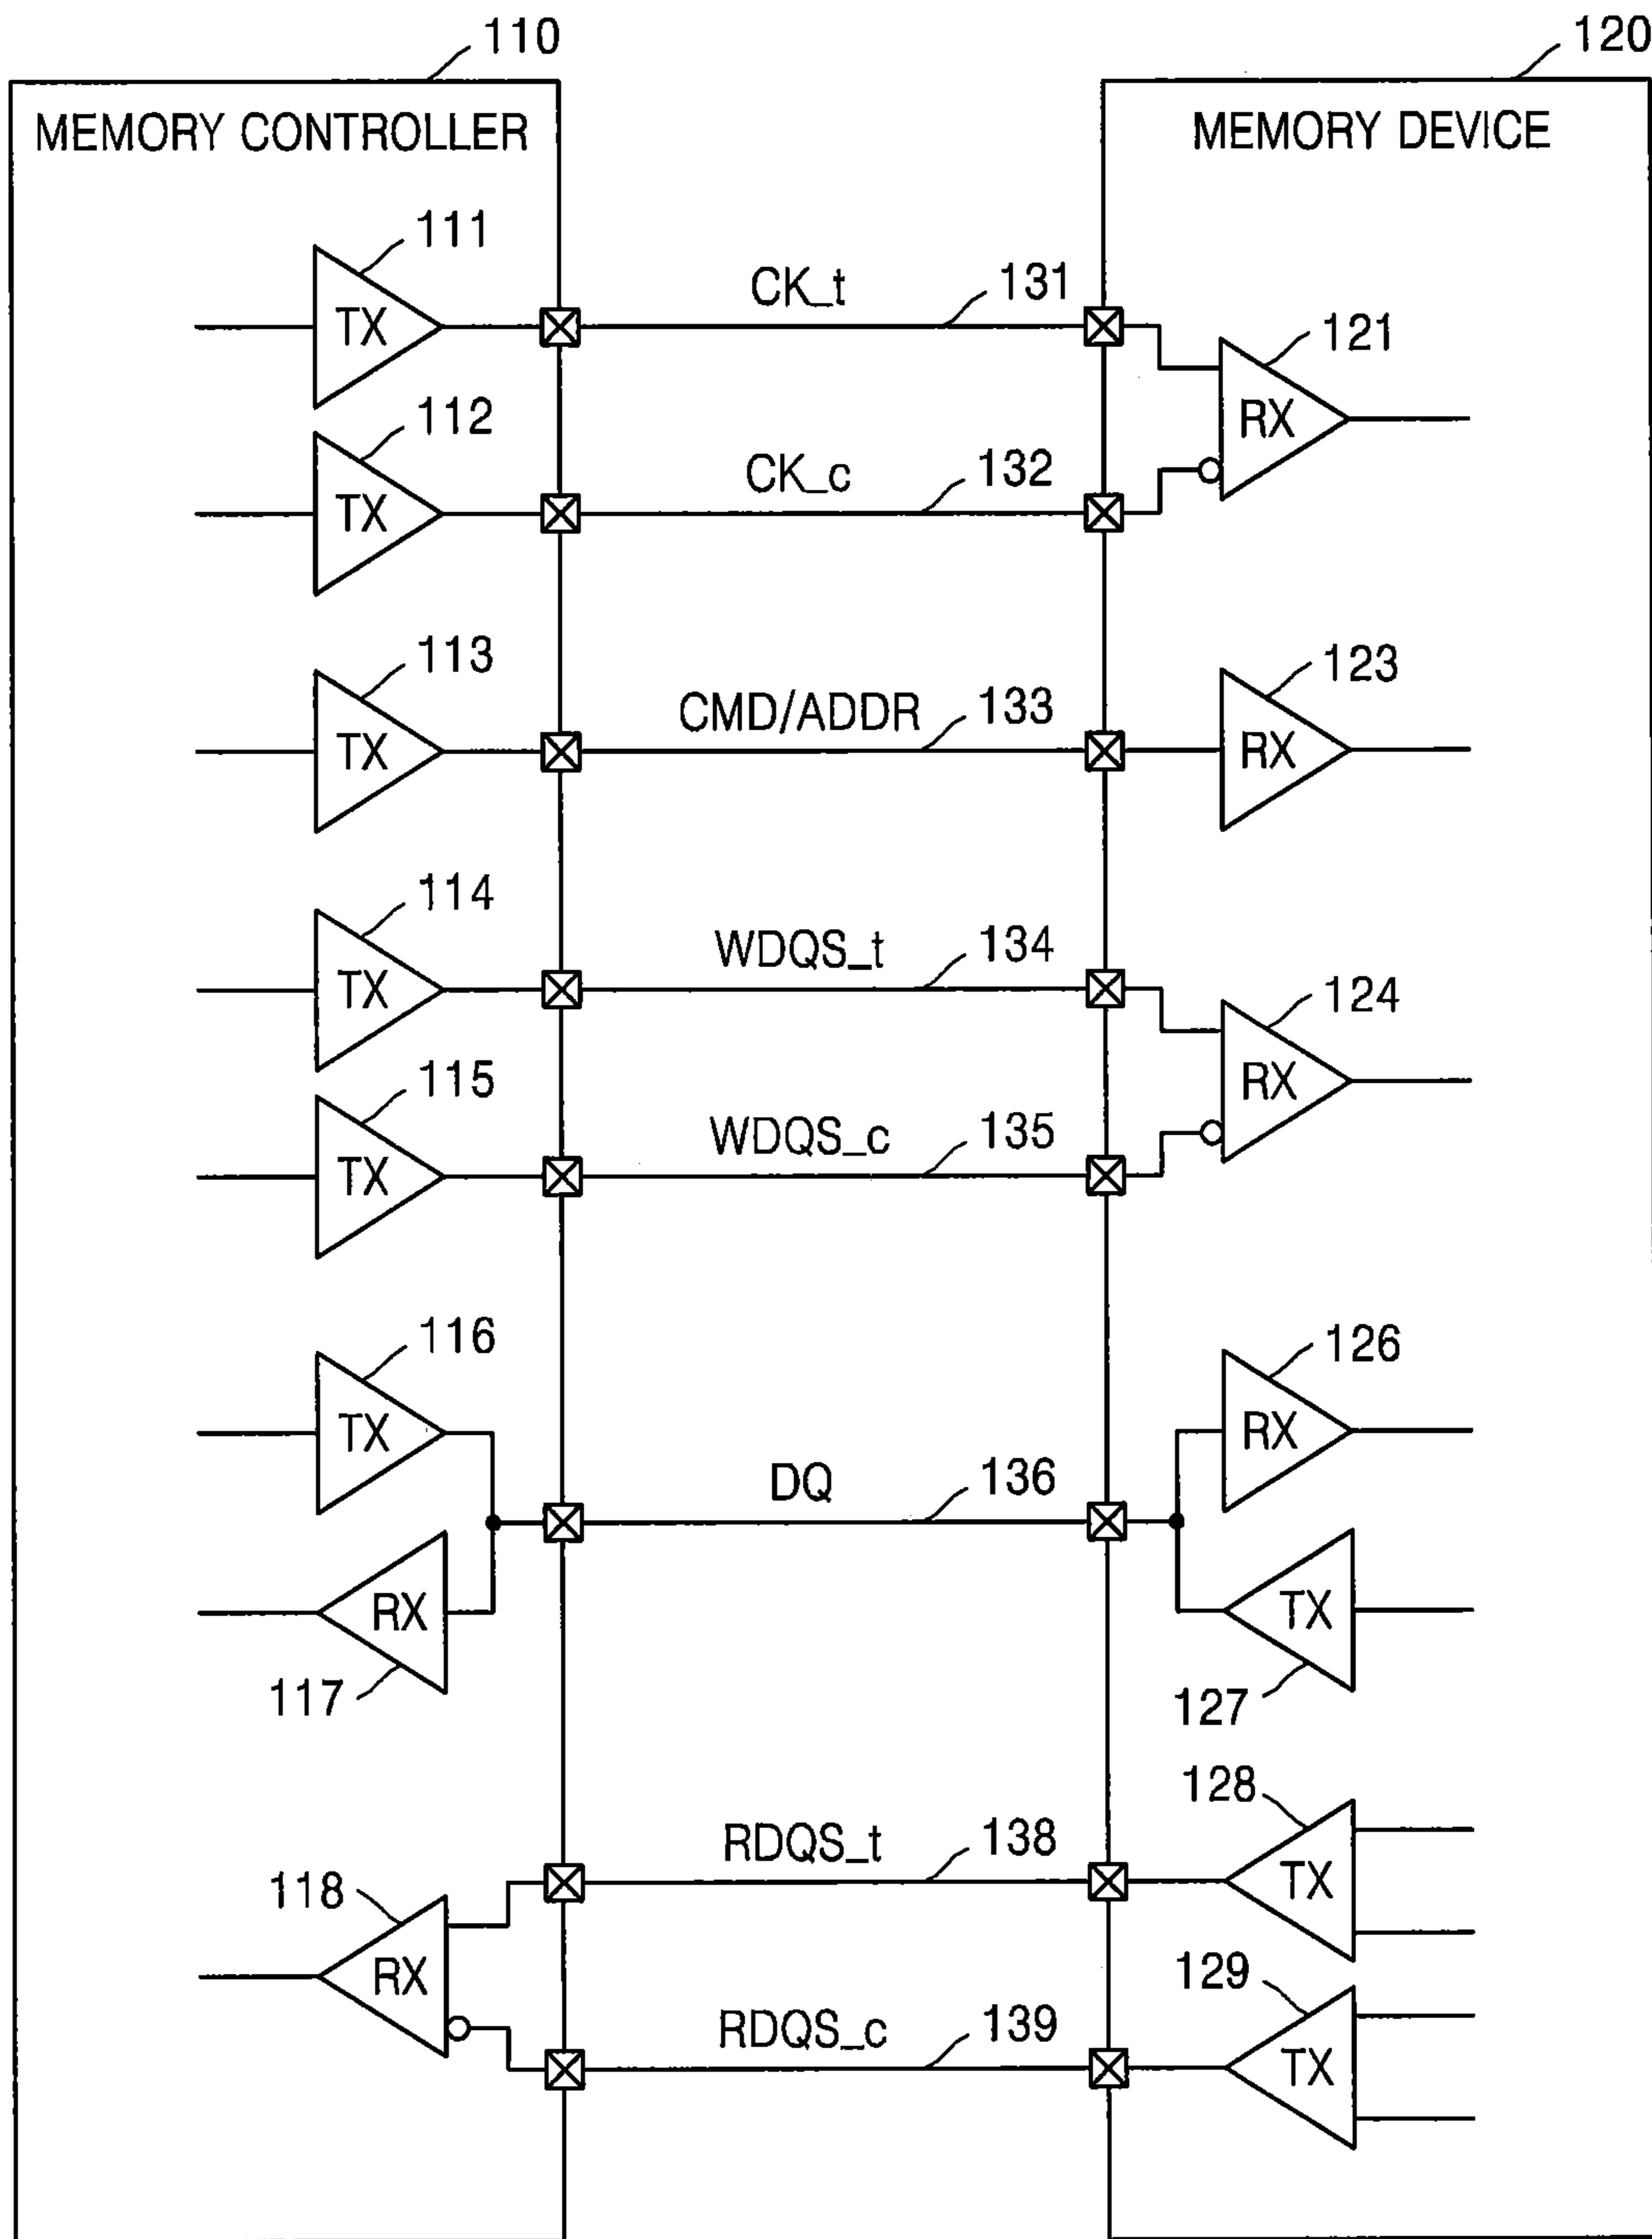 110
120
MEMORY CONTROLLER
MEMORY DEVICE
111
TX
CK_t
131
121
RX
112
TX
CK_c
132
113
TX
CMD/ADDR
133
123
RX
114
TX
WDQS_t
134
124
RX
115
TX
WDQS_c
135
116
TX
126
RX
DQ
136
RX
117
TX
127
128
TX
RDQS_t
138
118
RX
129
TX
RDQS_c
139